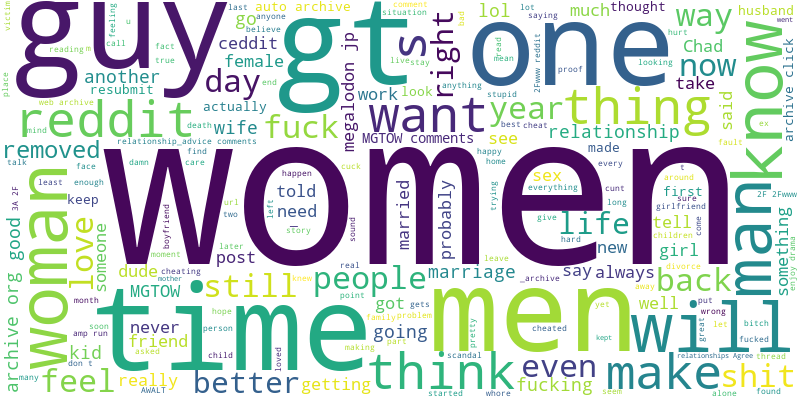 guy
gt
s
one
women
time
men
will
man
know
woman
think
want
thing
reddit
fuck
way
now
right
day
year
life
people
still
feel
love
make
shit
even
back
better
removed
another
resubmit
ceddit
female
wife
go
auto archive
lol
much
thought
husband
Chad
take
said
archive click
megalodon jp
work
look
actually
MGTOW comments
see
relationship
made
sex
told
need
married
probably
first
tell
girl
new
something
good
archive org
keep
someone
post
dude
MGTOW
never
friend
kid
really
marriage
say
always
got
going
getting
fucking
well
victim
place
feeling
call
u
fact
true
reading
m
web archive
mind
death
relationship_advice comments
find
damn
care
talk
face
enough
least
3A 2F
happen
cuck
url
two
left
later
story
sound
boyfriend
moment
cheating
mother
knew
real
point
gets
hope
person
family
problem
making
part
loved
child
asked
month
amp run
soon
don t
many
AWALT
scandal
started
whore
cheated
pretty
kept
yet
away
divorce
children
come
leave
hard
long
give
girlfriend
sure
around
t
everything
cunt
trying
every
happy
home
best
cheat
stupid
read
mean
proof
hurt
looking
2Fwww reddit
anything
live
stay
comment
situation
anyone
believe
end
lot
saying
bad
went
ex
fault
2F 2Fwww
enjoy drama
put
wrong
great
let
bitch
fucked
relationships Agree
thread
seem
alone
found
_archive